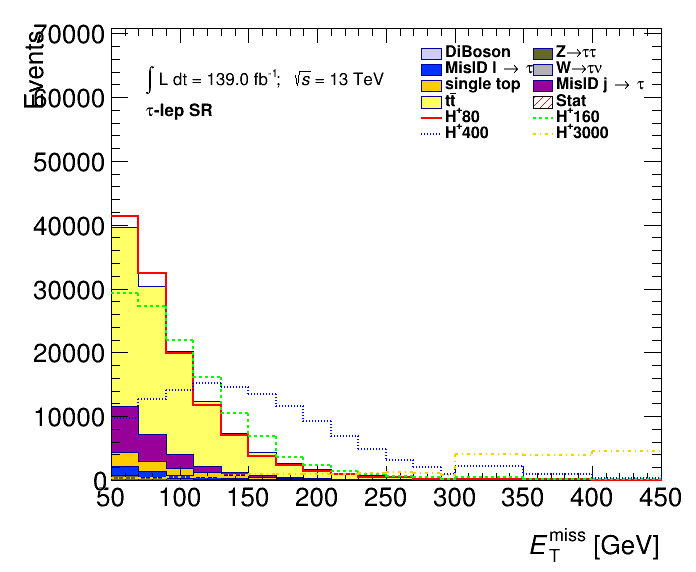 Events
70000
60000
50000
40000
30000
20000
10000
0
∫ L dt = 139.0 fb⁻¹; √s = 13 TeV
τ-lep SR
DiBoson Z→ττ
MisID l → τ W→τν
single top MisID j → τ
tt̄ Stat
H⁺80 H⁺160
H⁺400 H⁺3000
50 100 150 200 250 300 350 400 450
E_T^miss [GeV]